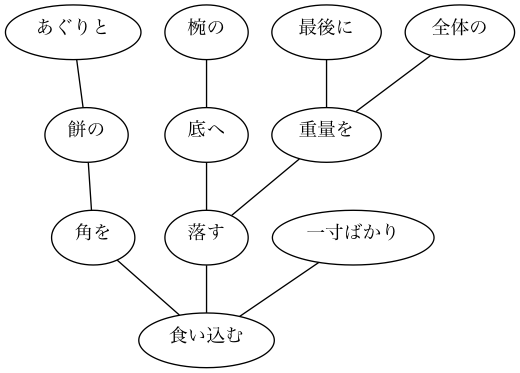 あぐりと
椀の
最後に
全体の
餅の
底へ
重量を
角を
落す
一寸ばかり
食い込む